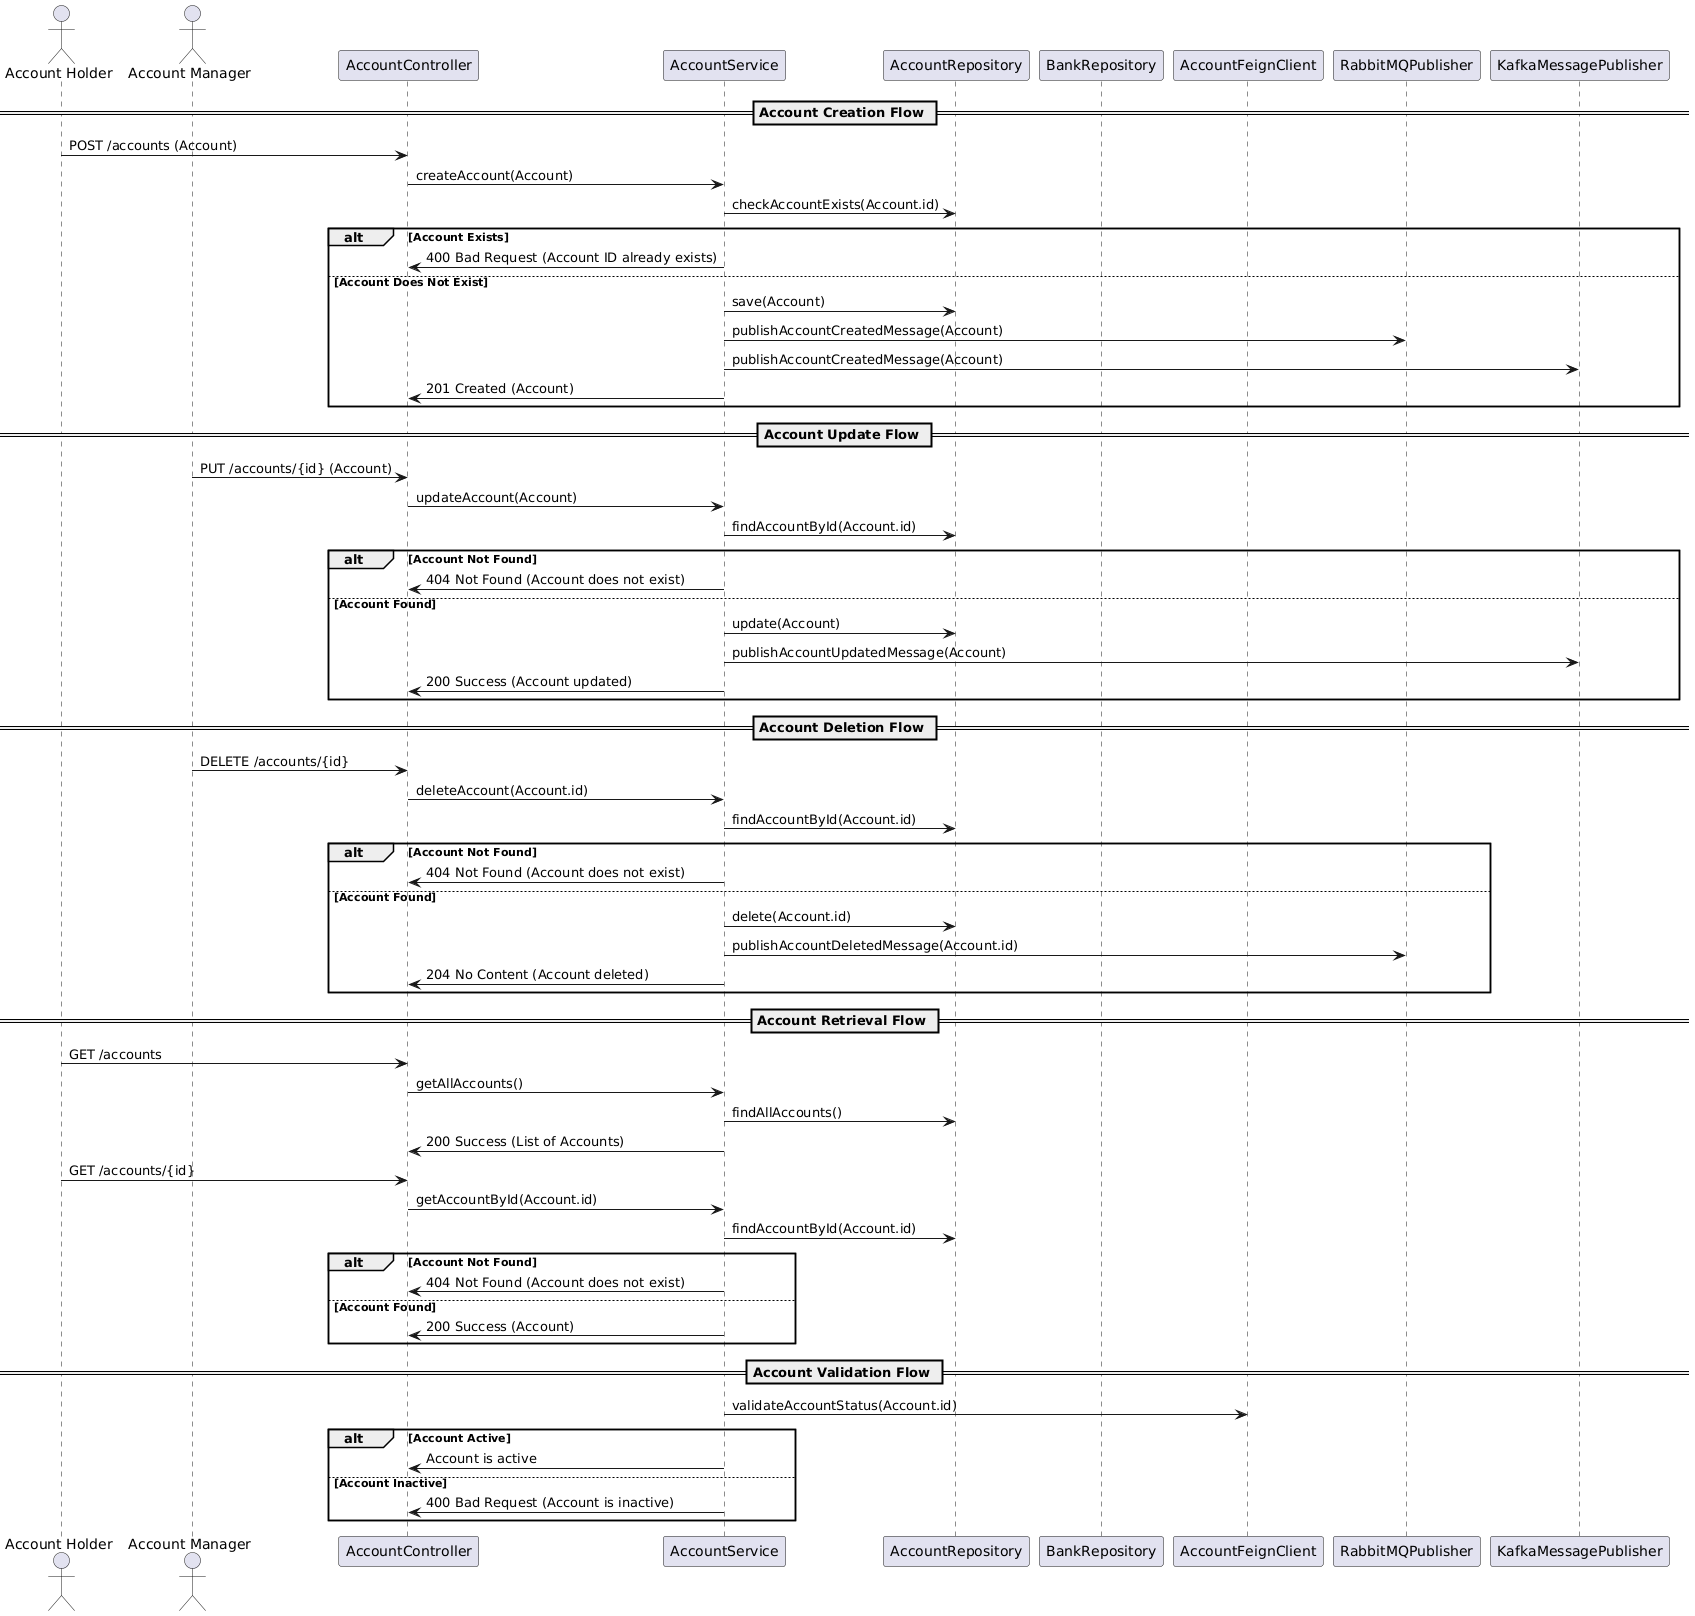 Account Holder
Account Manager
AccountController
AccountService
AccountRepository
BankRepository
AccountFeignClient
RabbitMQPublisher
KafkaMessagePublisher
Account Creation Flow
POST /accounts (Account)
createAccount(Account)
checkAccountExists(Account.id)
alt
[Account Exists]
400 Bad Request (Account ID already exists)
[Account Does Not Exist]
save(Account)
publishAccountCreatedMessage(Account)
publishAccountCreatedMessage(Account)
201 Created (Account)
Account Update Flow
PUT /accounts/{id} (Account)
updateAccount(Account)
findAccountById(Account.id)
alt
[Account Not Found]
404 Not Found (Account does not exist)
[Account Found]
update(Account)
publishAccountUpdatedMessage(Account)
200 Success (Account updated)
Account Deletion Flow
DELETE /accounts/{id}
deleteAccount(Account.id)
findAccountById(Account.id)
alt
[Account Not Found]
404 Not Found (Account does not exist)
[Account Found]
delete(Account.id)
publishAccountDeletedMessage(Account.id)
204 No Content (Account deleted)
Account Retrieval Flow
GET /accounts
getAllAccounts()
findAllAccounts()
200 Success (List of Accounts)
GET /accounts/{id}
getAccountById(Account.id)
findAccountById(Account.id)
alt
[Account Not Found]
404 Not Found (Account does not exist)
[Account Found]
200 Success (Account)
Account Validation Flow
validateAccountStatus(Account.id)
alt
[Account Active]
Account is active
[Account Inactive]
400 Bad Request (Account is inactive)
Account Holder
Account Manager
AccountController
AccountService
AccountRepository
BankRepository
AccountFeignClient
RabbitMQPublisher
KafkaMessagePublisher